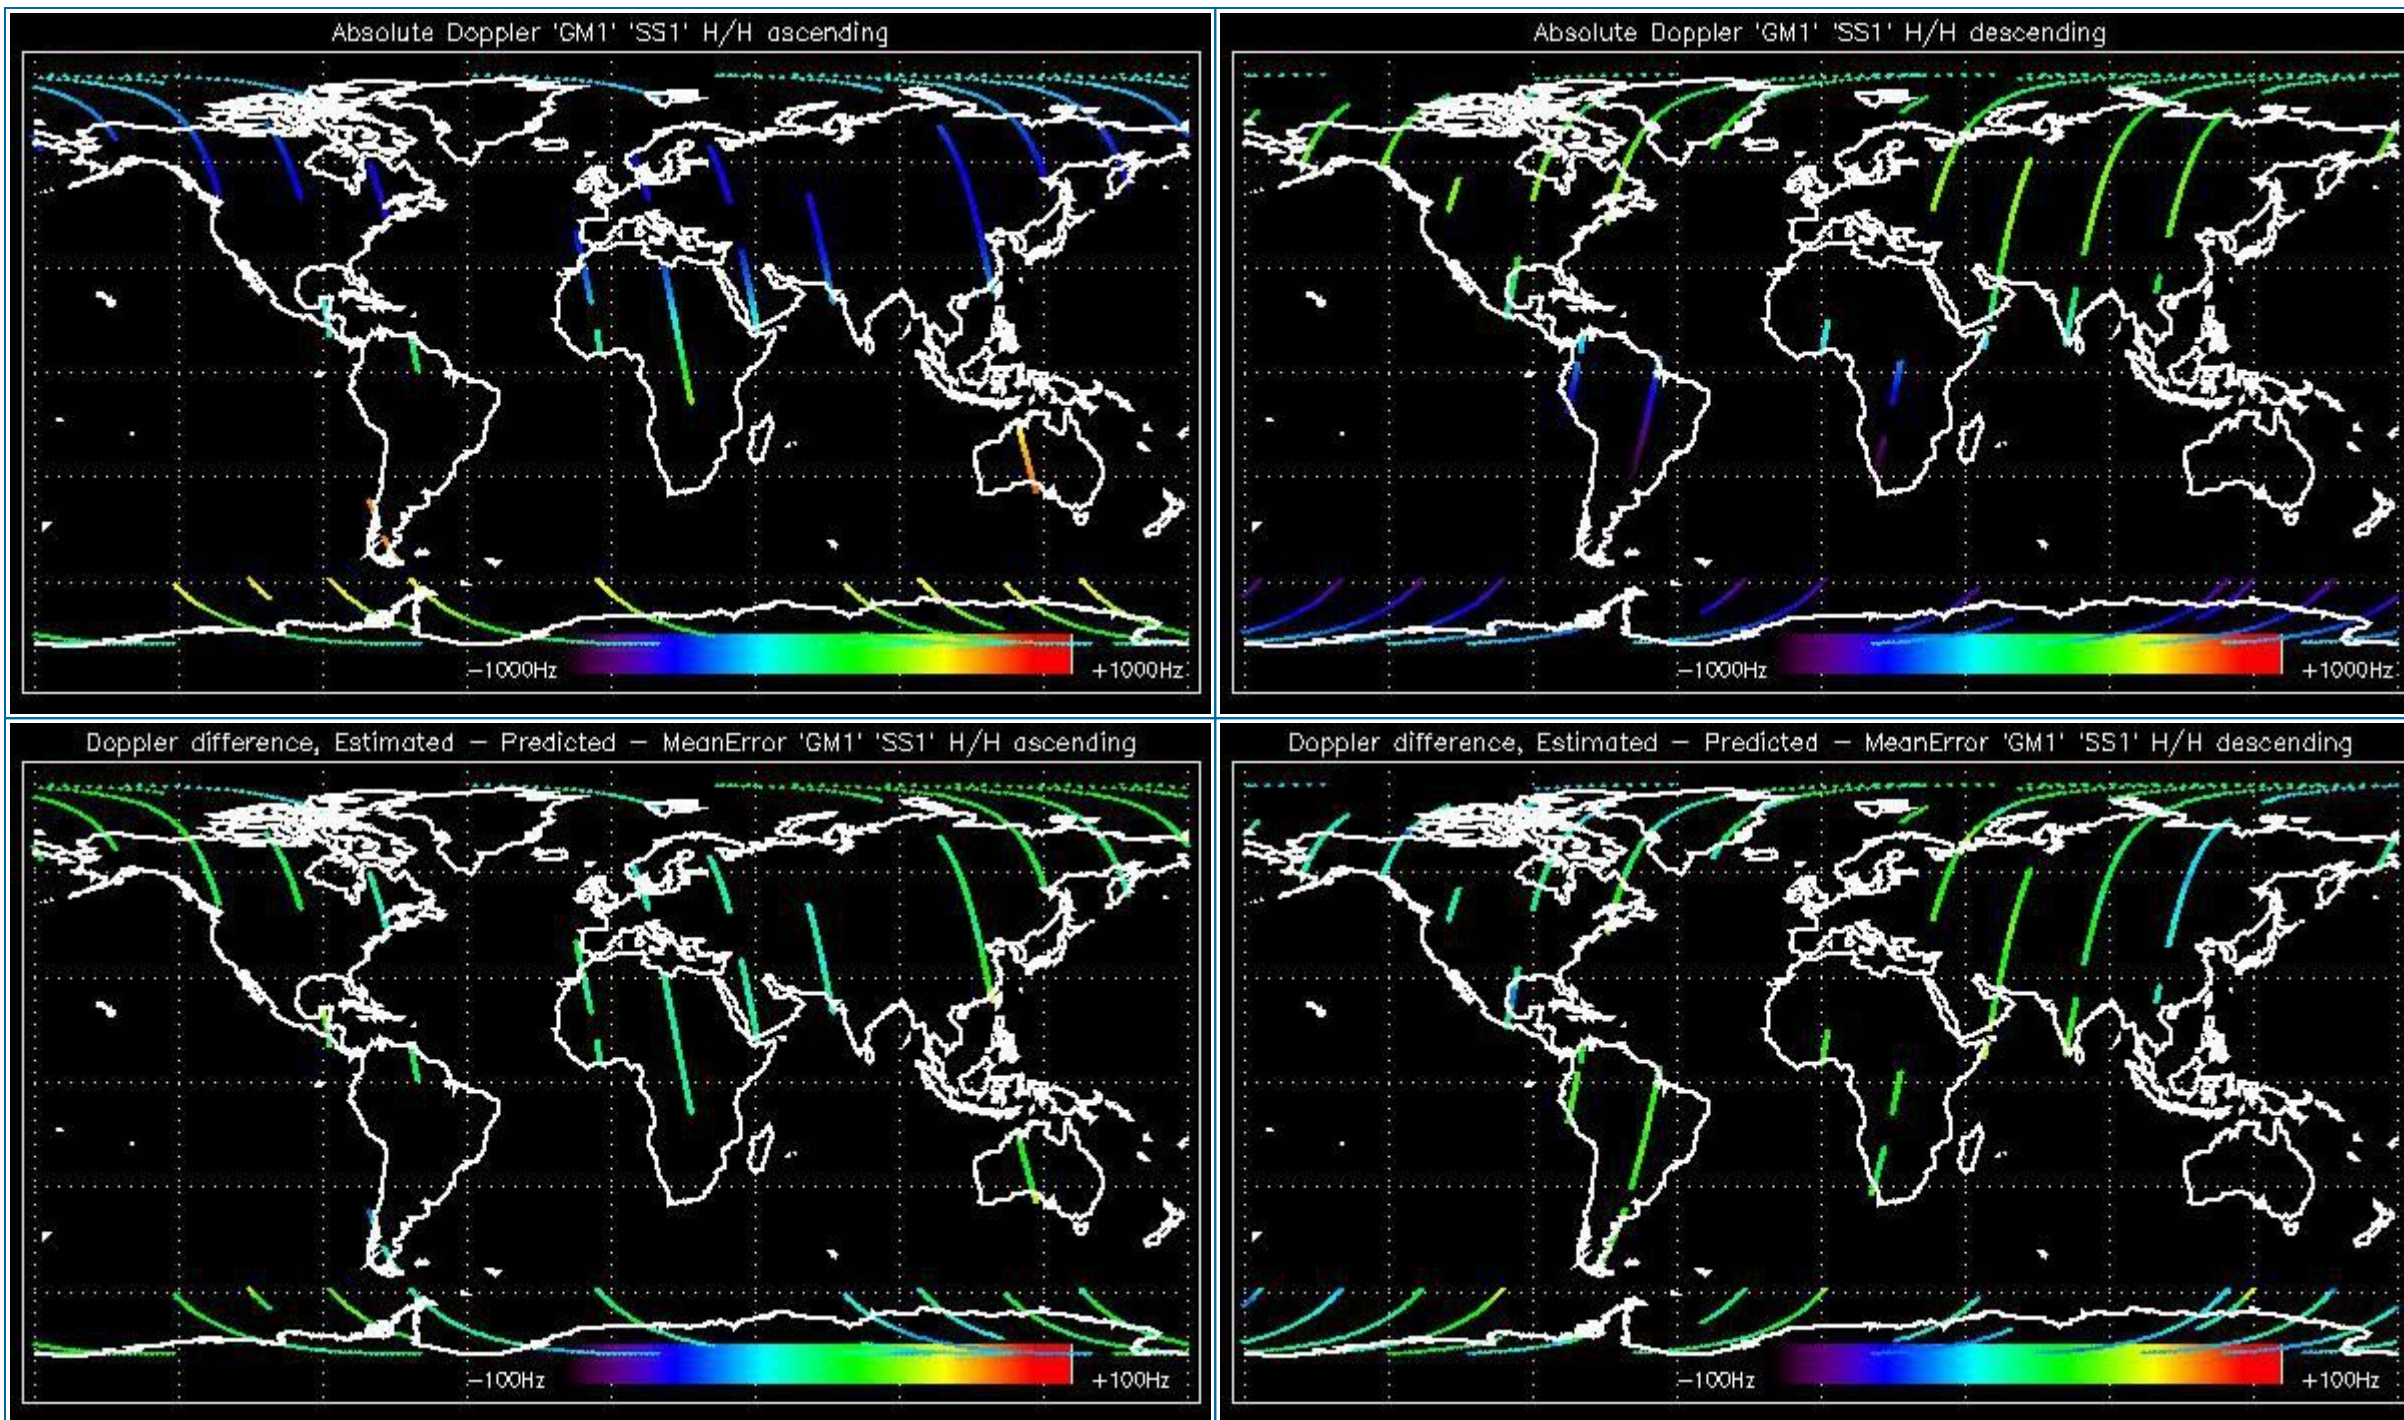 Absolute Doppler 'GM1' 'SS1' H/H ascending
−1000Hz
+1000Hz
Absolute Doppler 'GM1' 'SS1' H/H descending
−1000Hz
+1000Hz
Doppler difference, Estimated − Predicted − MeanError 'GM1' 'SS1' H/H ascending
−100Hz
+100Hz
Doppler difference, Estimated − Predicted − MeanError 'GM1' 'SS1' H/H descending
−100Hz
+100Hz